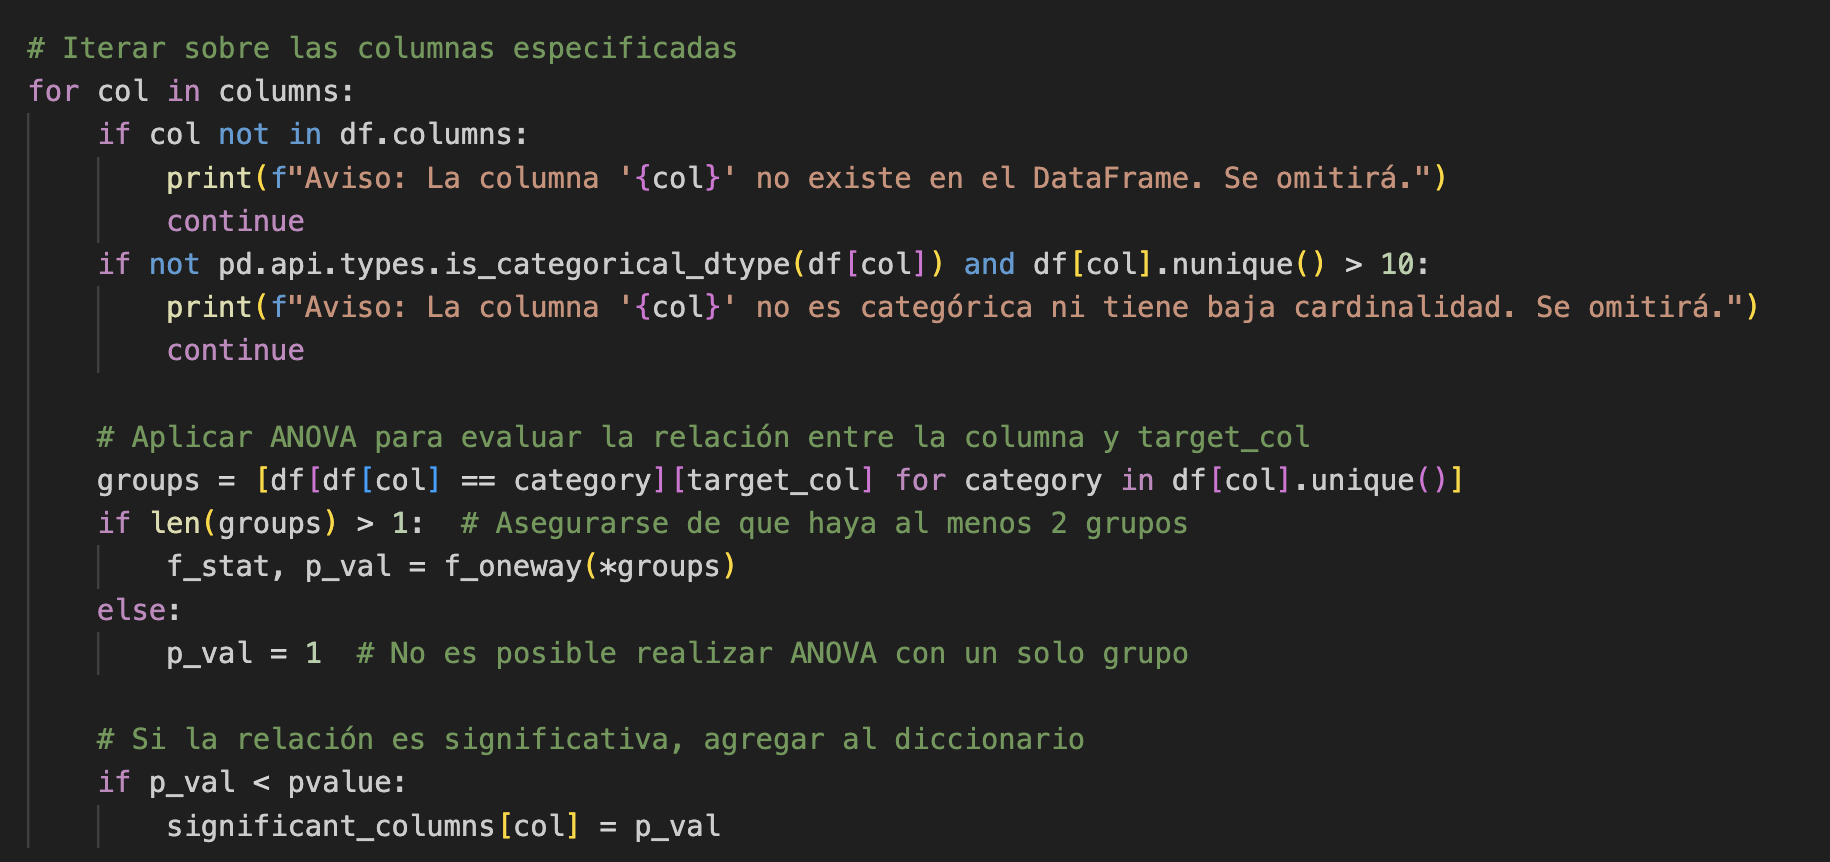 # Iterar sobre las columnas especificadas
for col in columns:
    if col not in df.columns:
        print(f"Aviso: La columna '{col}' no existe en el DataFrame. Se omitirá.")
        continue
    if not pd.api.types.is_categorical_dtype(df[col]) and df[col].nunique() > 10:
        print(f"Aviso: La columna '{col}' no es categórica ni tiene baja cardinalidad. Se omitirá.")
        continue

    # Aplicar ANOVA para evaluar la relación entre la columna y target_col
    groups = [df[df[col] == category][target_col] for category in df[col].unique()]
    if len(groups) > 1:  # Asegurarse de que haya al menos 2 grupos
        f_stat, p_val = f_oneway(*groups)
    else:
        p_val = 1  # No es posible realizar ANOVA con un solo grupo

    # Si la relación es significativa, agregar al diccionario
    if p_val < pvalue:
        significant_columns[col] = p_val